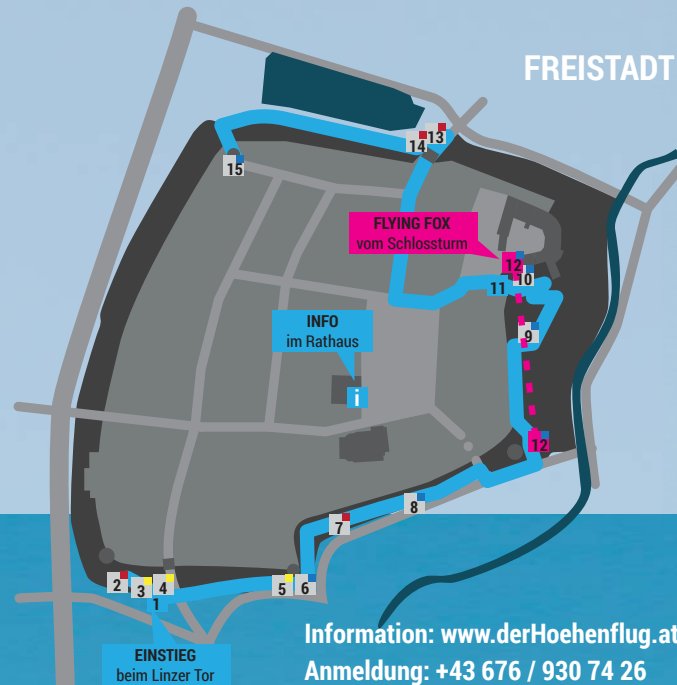 FREISTADT
13
14
15
FLYING FOX
vom Schlossturm
12
10
11
INFO
im Rathaus
9
i
12
8
7
2
3
4
5
6
1
EINSTIEG
beim Linzer Tor
Information: www.derHoehenflug.at
Anmeldung: +43 676 / 930 74 26